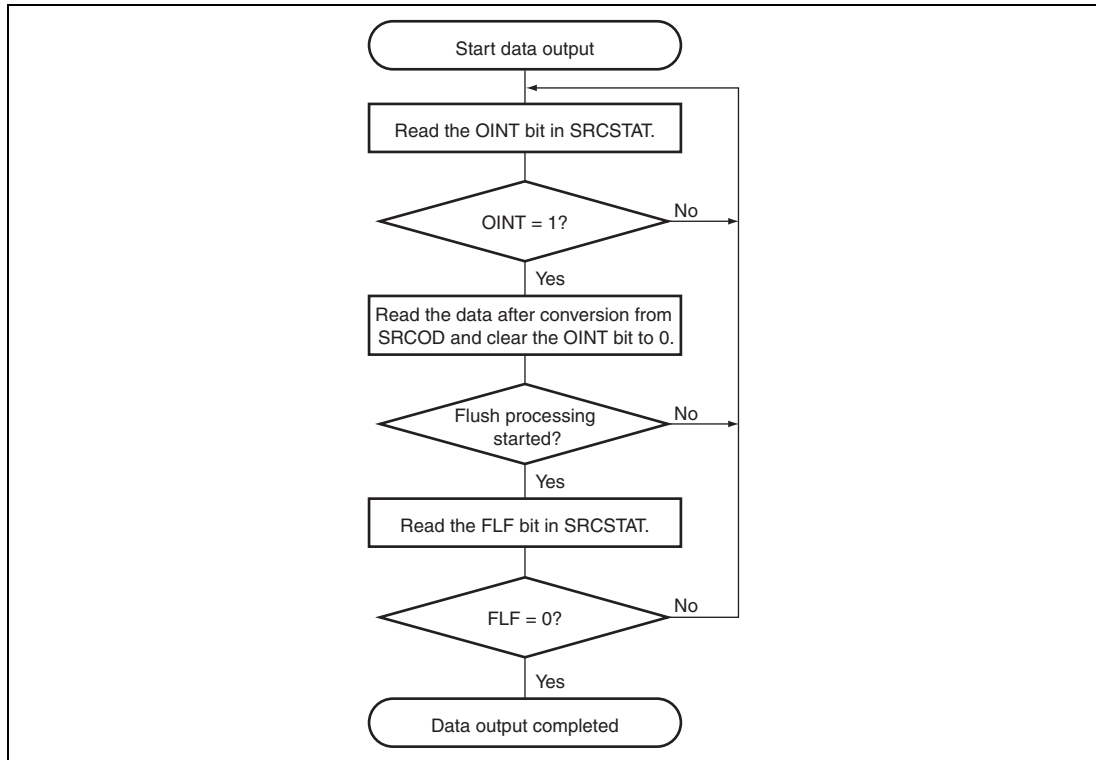 Start data output
Read the OINT bit in SRCSTAT.
OINT = 1?
No
Yes
Read the data after conversion from
SRCOD and clear the OINT bit to 0.
Flush processing
started?
No
Yes
Read the FLF bit in SRCSTAT.
FLF = 0?
No
Yes
Data output completed